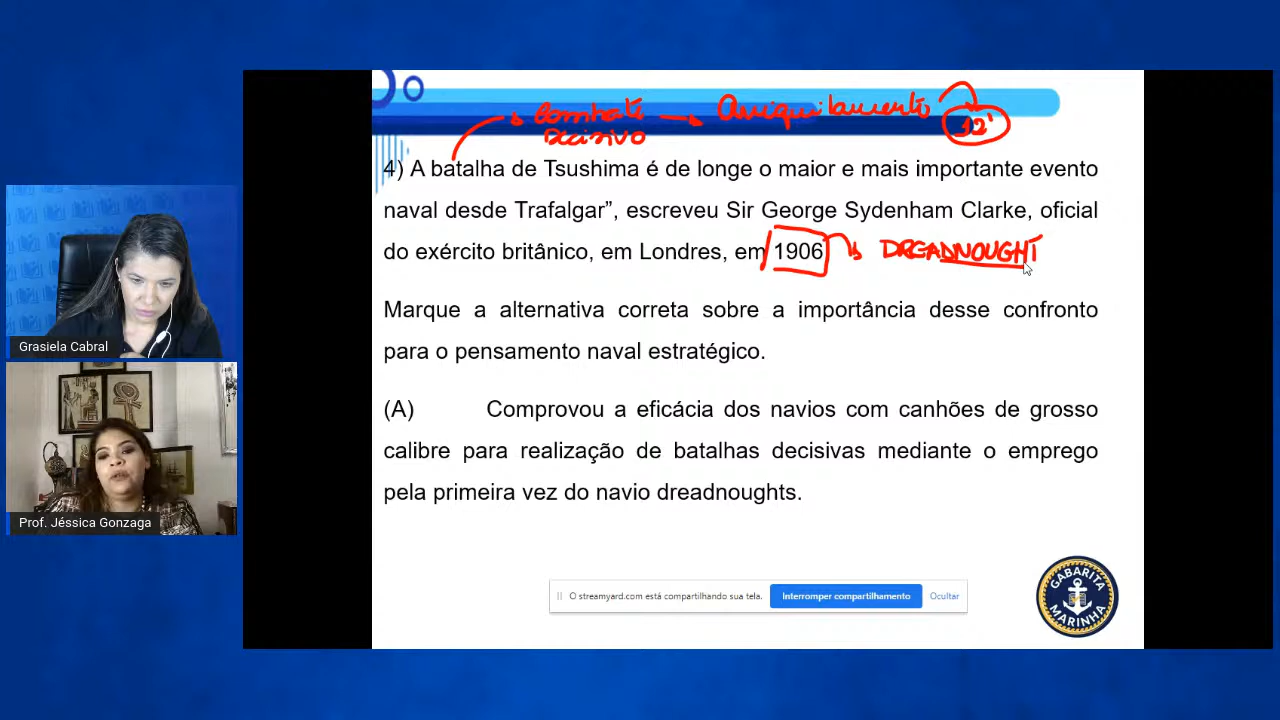 Combate
Decisivo
Aniquilamento
12'
4) A batalha de Tsushima é de longe o maior e mais importante evento
naval desde Trafalgar”, escreveu Sir George Sydenham Clarke, oficial
do exército britânico, em Londres, em 1906
DREADNOUGHT
Marque a alternativa correta sobre a importância desse confronto
para o pensamento naval estratégico.
(A) Comprovou a eficácia dos navios com canhões de grosso
calibre para realização de batalhas decisivas mediante o emprego
pela primeira vez do navio dreadnoughts.
Grasiela Cabral
Prof. Jéssica Gonzaga
O streamyard.com está compartilhando sua tela.
Interromper compartilhamento
Ocultar
GABARITA
MARINHA